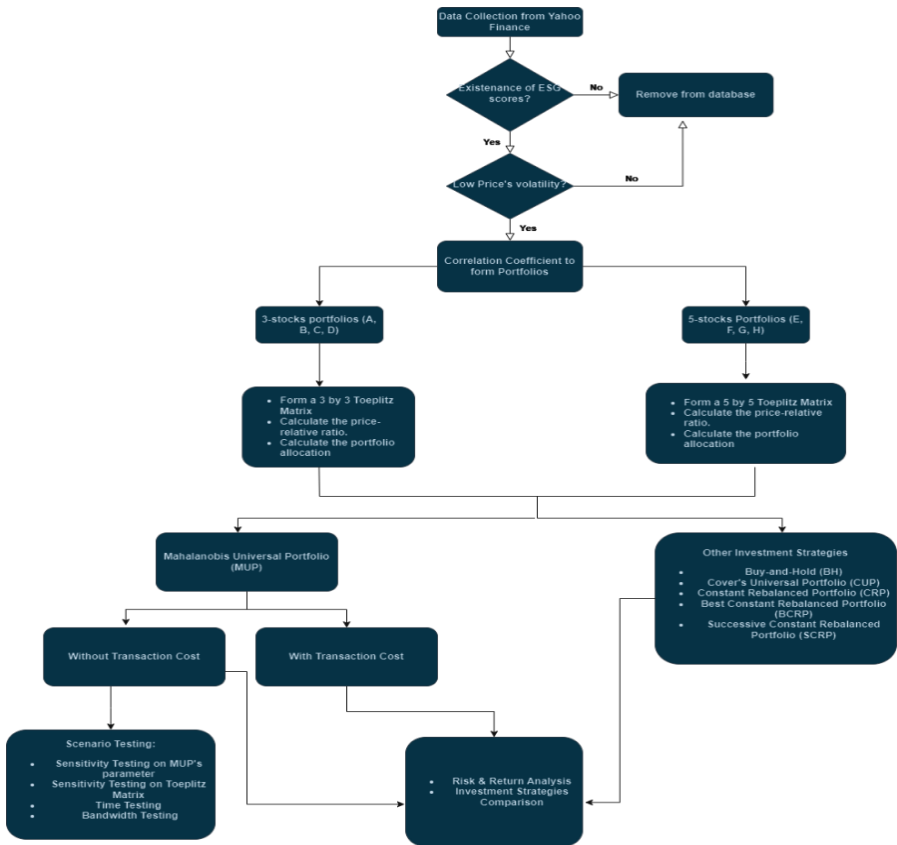 Data Collection from Yahoo
Finance
Existenance of ESG
scores?
No
Remove from database
Yes
Low Price's volatility?
No
Yes
Correlation Coefficient to
form Portfolios
3-stocks portfolios (A,
B, C, D)
5-stocks Portfolios (E,
F, G, H)
• Form a 3 by 3 Toeplitz
Matrix
• Calculate the price-
relative ratio.
• Calculate the portfolio
allocation
• Form a 5 by 5 Toeplitz Matrix
• Calculate the price-relative
ratio.
• Calculate the portfolio
allocation
Mahalanobis Universal Portfolio
(MUP)
Other Investment Strategies
• Buy-and-Hold (BH)
• Cover's Universal Portfolio (CUP)
• Constant Rebalanced Portfolio (CRP)
• Best Constant Rebalanced Portfolio
(BCRP)
• Successive Constant Rebalanced
Portfolio (SCRP)
Without Transaction Cost
With Transaction Cost
Scenario Testing:
• Sensitivity Testing on MUP's
parameter
• Sensitivity Testing on Toeplitz
Matrix
• Time Testing
• Bandwidth Testing
• Risk & Return Analysis
• Investment Strategies
Comparison